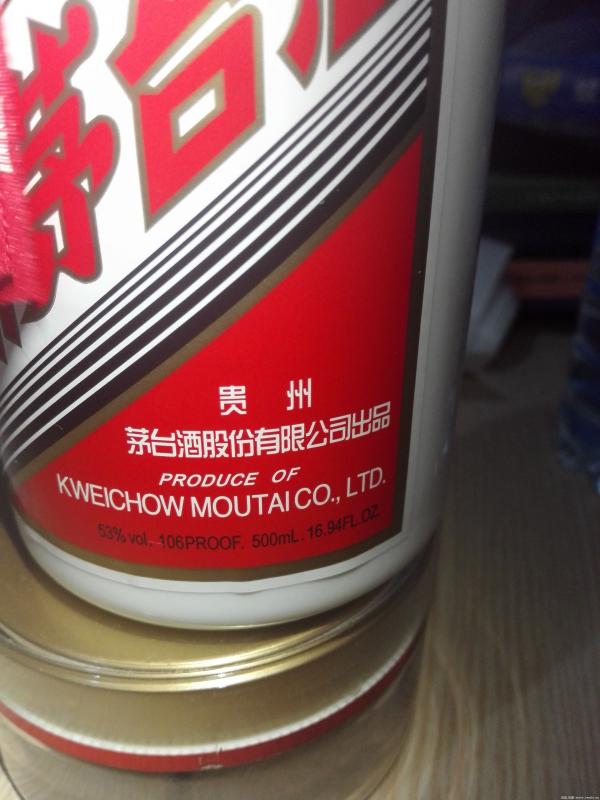 茅台酒
贵 州
茅台酒股份有限公司出品
PRODUCE OF
KWEICHOW MOUTAI CO., LTD.
53% vol. 106PROOF. 500mL. 16.94FL.OZ.